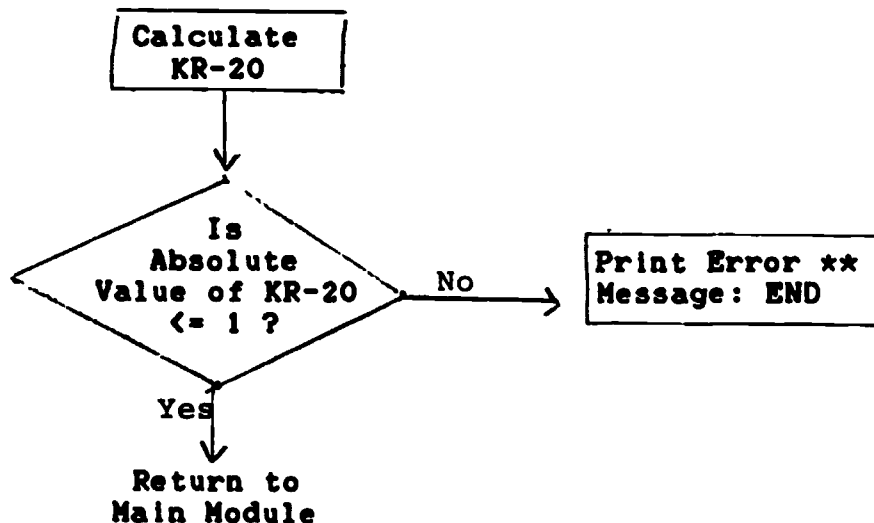 Calculate
KR-20
Is
Absolute
Value of KR-20
<= 1 ?
No
Print Error **
Message: END
Yes
Return to
Main Module